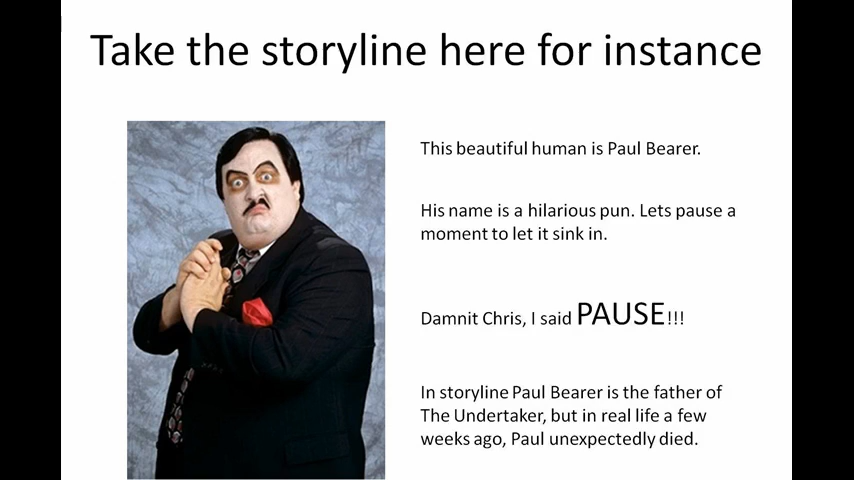 Take the storyline here for instance
This beautiful human is Paul Bearer.
His name is a hilarious pun. Lets pause a
moment to let it sink in.
Damnit Chris, I said PAUSE!!!
In storyline Paul Bearer is the father of
The Undertaker, but in real life a few
weeks ago, Paul unexpectedly died.